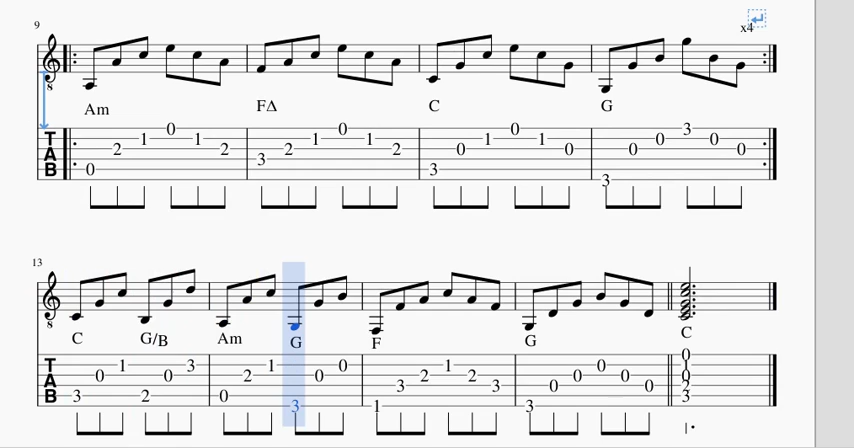 9
x4
8
Am FΔ C G
0 1 0 1 0 1 0 1 0 3 0
T 0 2 1 2 3 2 1 2 3 0 0 3 0 0
A
B
13
8
C G/B Am G F G C
T
A
B
3 0 1 2 0 3 0 2 1 3 0 0 1 3 2 1 2 3 3 0 0 0 0 0 0 1 0 2 3